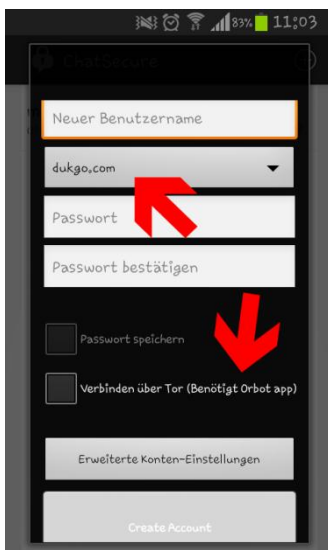 83% 11:03
ChatSecure
Neuer Benutzername
dukgo.com
Passwort
Passwort bestätigen
Passwort speichern
Verbinden über Tor (Benötigt Orbot app)
Erweiterte Konten-Einstellungen
Create Account